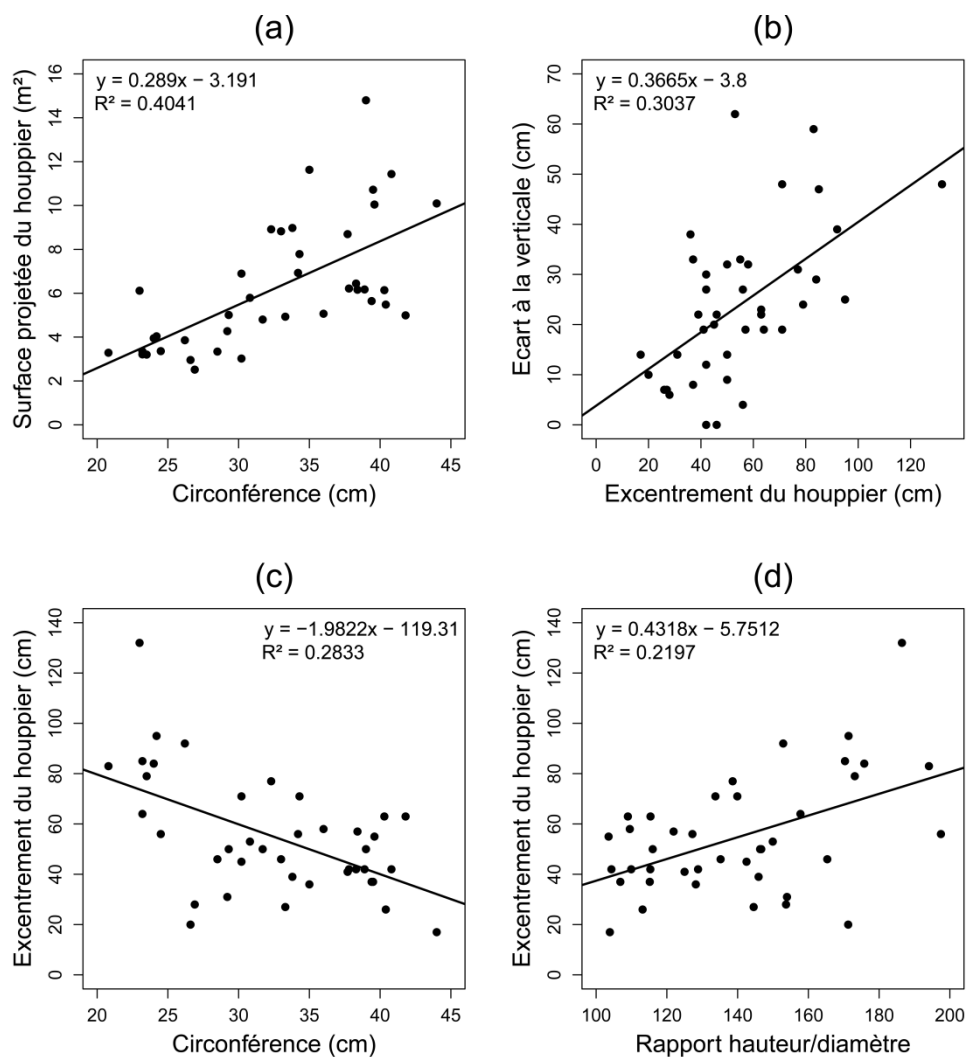 (a)
y = 0.289x − 3.191
R² = 0.4041
Surface projetée du houppier (m²)
0 2 4 6 8 10 12 14 16
20 25 30 35 40 45
Circonférence (cm)
(b)
y = 0.3665x − 3.8
R² = 0.3037
Ecart à la verticale (cm)
0 10 20 30 40 50 60 70
0 20 40 60 80 100 120
Excentrement du houppier (cm)
(c)
y = −1.9822x − 119.31
R² = 0.2833
Excentrement du houppier (cm)
0 20 40 60 80 100 120 140
20 25 30 35 40 45
Circonférence (cm)
(d)
y = 0.4318x − 5.7512
R² = 0.2197
Excentrement du houppier (cm)
0 20 40 60 80 100 120 140
100 120 140 160 180 200
Rapport hauteur/diamètre